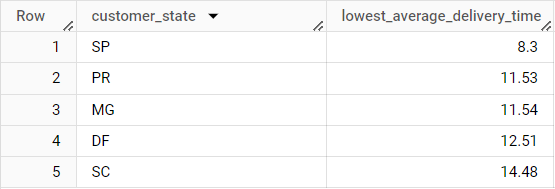 Row customer_state lowest_average_delivery_time
1 SP 8.3
2 PR 11.53
3 MG 11.54
4 DF 12.51
5 SC 14.48